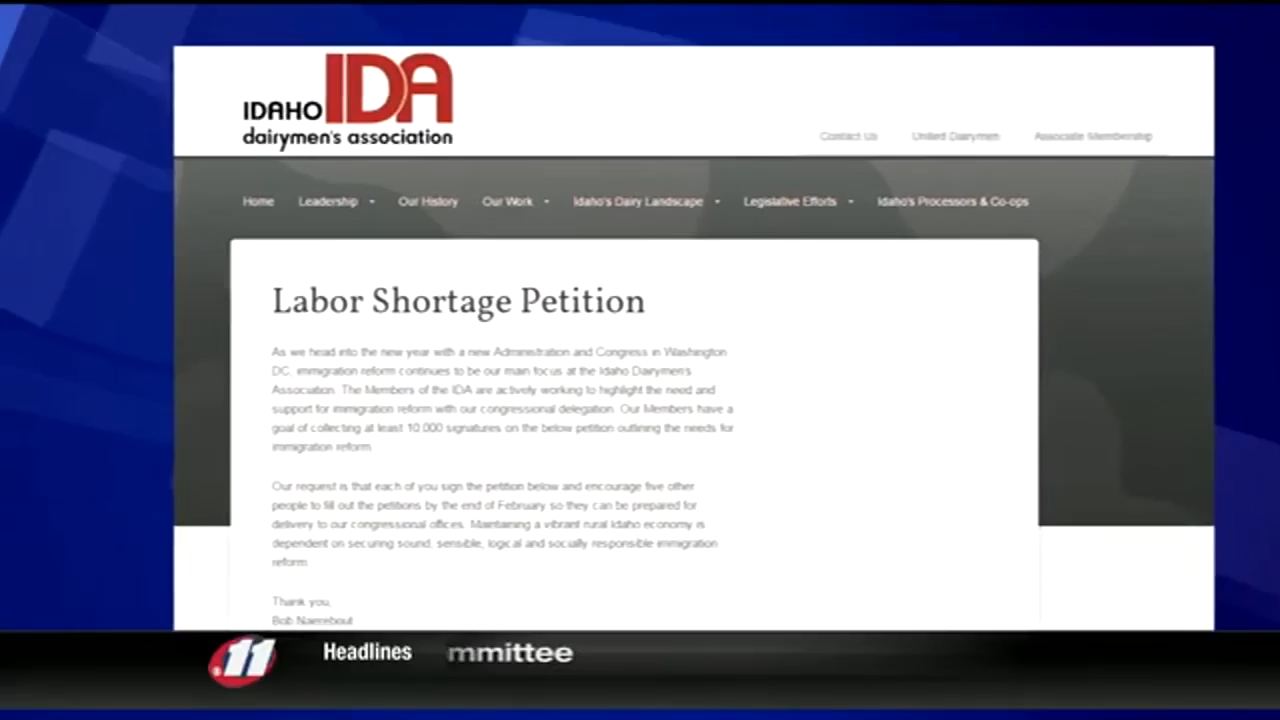 IDAHO IDA
dairymen's association
Contact Us United Dairymen Associate Membership
Home Leadership Our History Our Work Idaho's Dairy Landscape Legislative Efforts Idaho's Processors & Co-ops
Labor Shortage Petition
As we head into the new year with a new Administration and Congress in Washington
DC, immigration reform continues to be our main focus at the Idaho Dairymen's
Association. The Members of the IDA are actively working to highlight the need and
support for immigration reform with our congressional delegation. Our Members have a
goal of collecting at least 10,000 signatures on the below petition outlining the needs for
immigration reform.
Our request is that each of you sign the petition below and encourage five other
people to fill out the petitions by the end of February so they can be prepared for
delivery to our congressional offices. Maintaining a vibrant rural Idaho economy is
dependent on securing sound, sensible, logical and socially responsible immigration
reform.
Thank you,
Bob Naerebout
11 Headlines mmittee